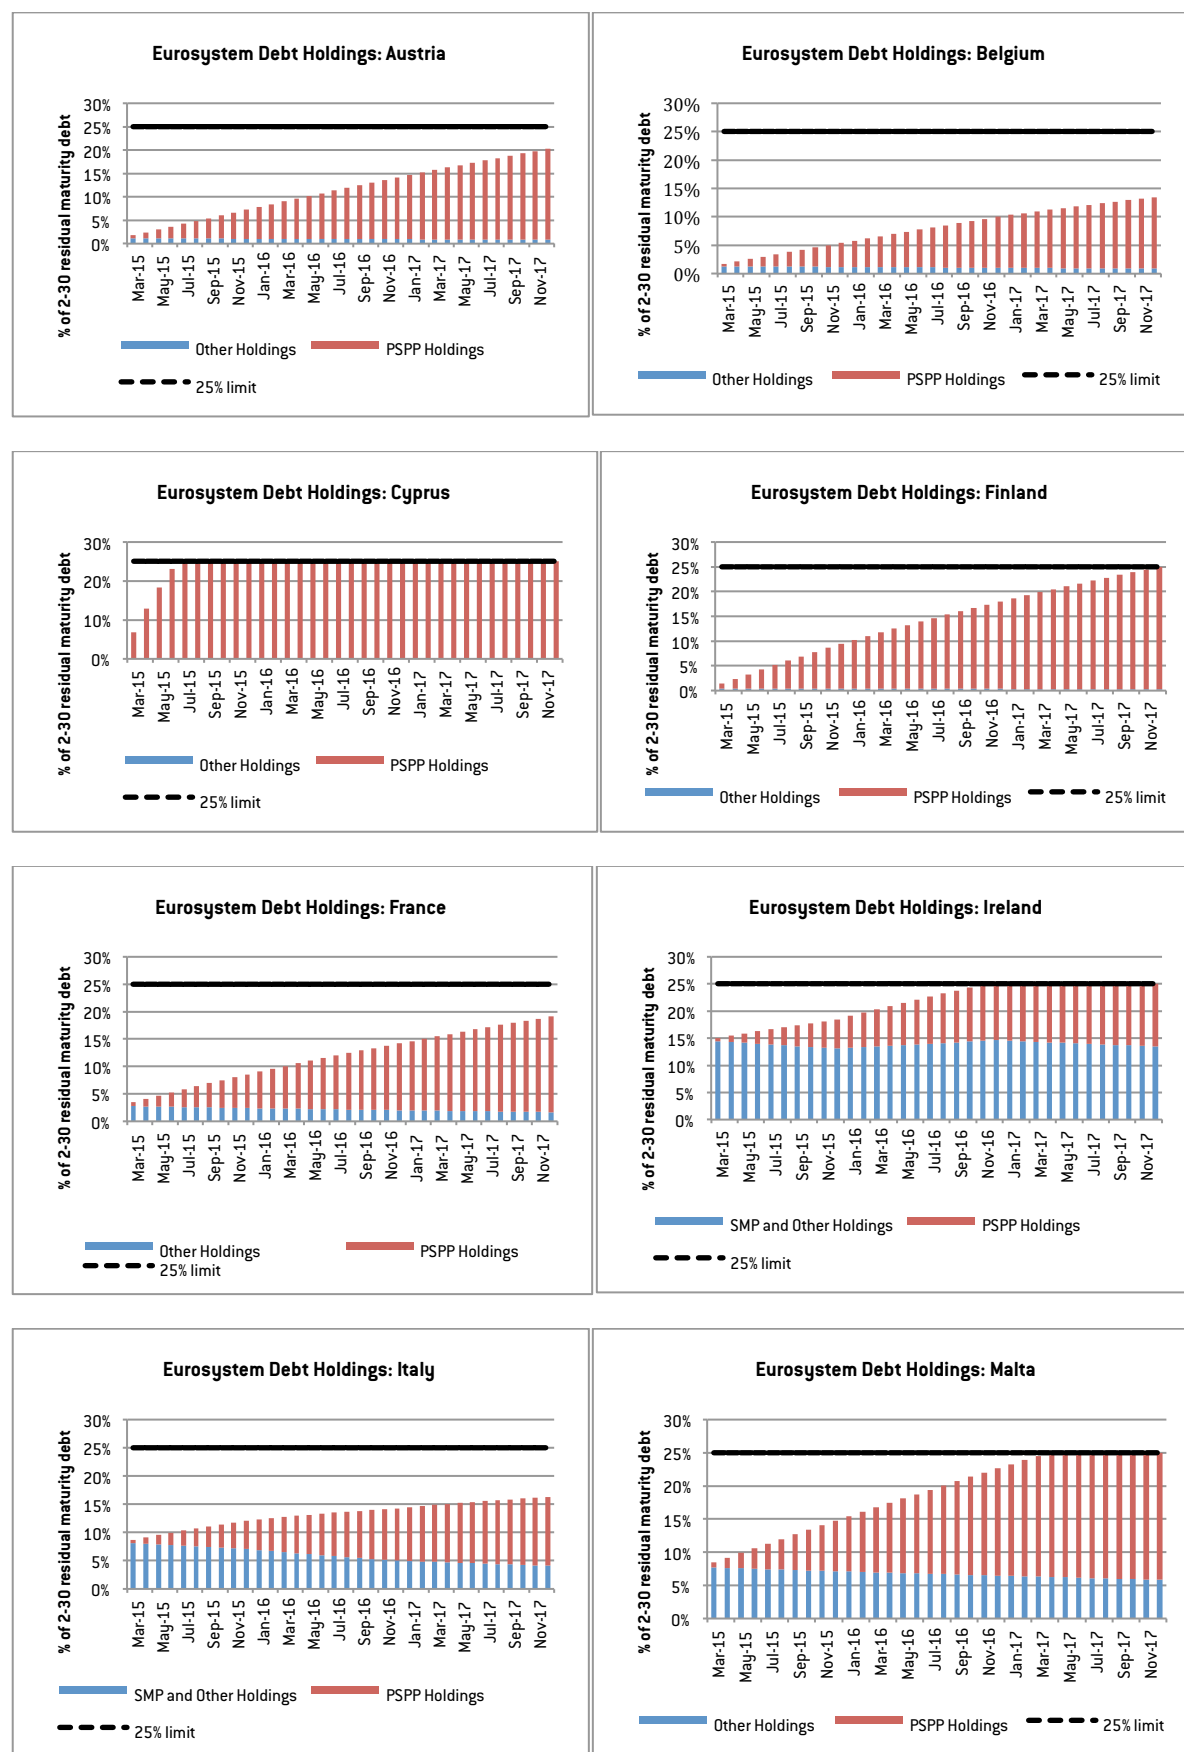 Eurosystem Debt Holdings: Austria
% of 2-30 residual maturity debt
30%
25%
20%
15%
10%
5%
0%
Mar-15
May-15
Jul-15
Sep-15
Nov-15
Jan-16
Mar-16
May-16
Jul-16
Sep-16
Nov-16
Jan-17
Mar-17
May-17
Jul-17
Sep-17
Nov-17
Other Holdings
PSPP Holdings
25% limit
Eurosystem Debt Holdings: Belgium
% of 2-30 residual maturity debt
30%
25%
20%
15%
10%
5%
0%
Mar-15
May-15
Jul-15
Sep-15
Nov-15
Jan-16
Mar-16
May-16
Jul-16
Sep-16
Nov-16
Jan-17
Mar-17
May-17
Jul-17
Sep-17
Nov-17
Other Holdings
PSPP Holdings
25% limit
Eurosystem Debt Holdings: Cyprus
% of 2-30 residual maturity debt
30%
20%
10%
0%
Mar-15
May-15
Jul-15
Sep-15
Nov-15
Jan-16
Mar-16
May-16
Jul-16
Sep-16
Nov-16
Jan-17
Mar-17
May-17
Jul-17
Sep-17
Nov-17
Other Holdings
PSPP Holdings
25% limit
Eurosystem Debt Holdings: Finland
% of 2-30 residual maturity debt
30%
25%
20%
15%
10%
5%
0%
Mar-15
May-15
Jul-15
Sep-15
Nov-15
Jan-16
Mar-16
May-16
Jul-16
Sep-16
Nov-16
Jan-17
Mar-17
May-17
Jul-17
Sep-17
Nov-17
Other Holdings
PSPP Holdings
25% limit
Eurosystem Debt Holdings: France
% of 2-30 residual maturity debt
30%
25%
20%
15%
10%
5%
0%
Mar-15
May-15
Jul-15
Sep-15
Nov-15
Jan-16
Mar-16
May-16
Jul-16
Sep-16
Nov-16
Jan-17
Mar-17
May-17
Jul-17
Sep-17
Nov-17
Other Holdings
PSPP Holdings
25% limit
Eurosystem Debt Holdings: Ireland
% of 2-30 residual maturity debt
30%
25%
20%
15%
10%
5%
0%
Mar-15
May-15
Jul-15
Sep-15
Nov-15
Jan-16
Mar-16
May-16
Jul-16
Sep-16
Nov-16
Jan-17
Mar-17
May-17
Jul-17
Sep-17
Nov-17
SMP and Other Holdings
PSPP Holdings
25% limit
Eurosystem Debt Holdings: Italy
% of 2-30 residual maturity debt
30%
25%
20%
15%
10%
5%
0%
Mar-15
May-15
Jul-15
Sep-15
Nov-15
Jan-16
Mar-16
May-16
Jul-16
Sep-16
Nov-16
Jan-17
Mar-17
May-17
Jul-17
Sep-17
Nov-17
SMP and Other Holdings
PSPP Holdings
25% limit
Eurosystem Debt Holdings: Malta
% of 2-30 residual maturity debt
30%
25%
20%
15%
10%
5%
0%
Mar-15
May-15
Jul-15
Sep-15
Nov-15
Jan-16
Mar-16
May-16
Jul-16
Sep-16
Nov-16
Jan-17
Mar-17
May-17
Jul-17
Sep-17
Nov-17
Other Holdings
PSPP Holdings
25% limit